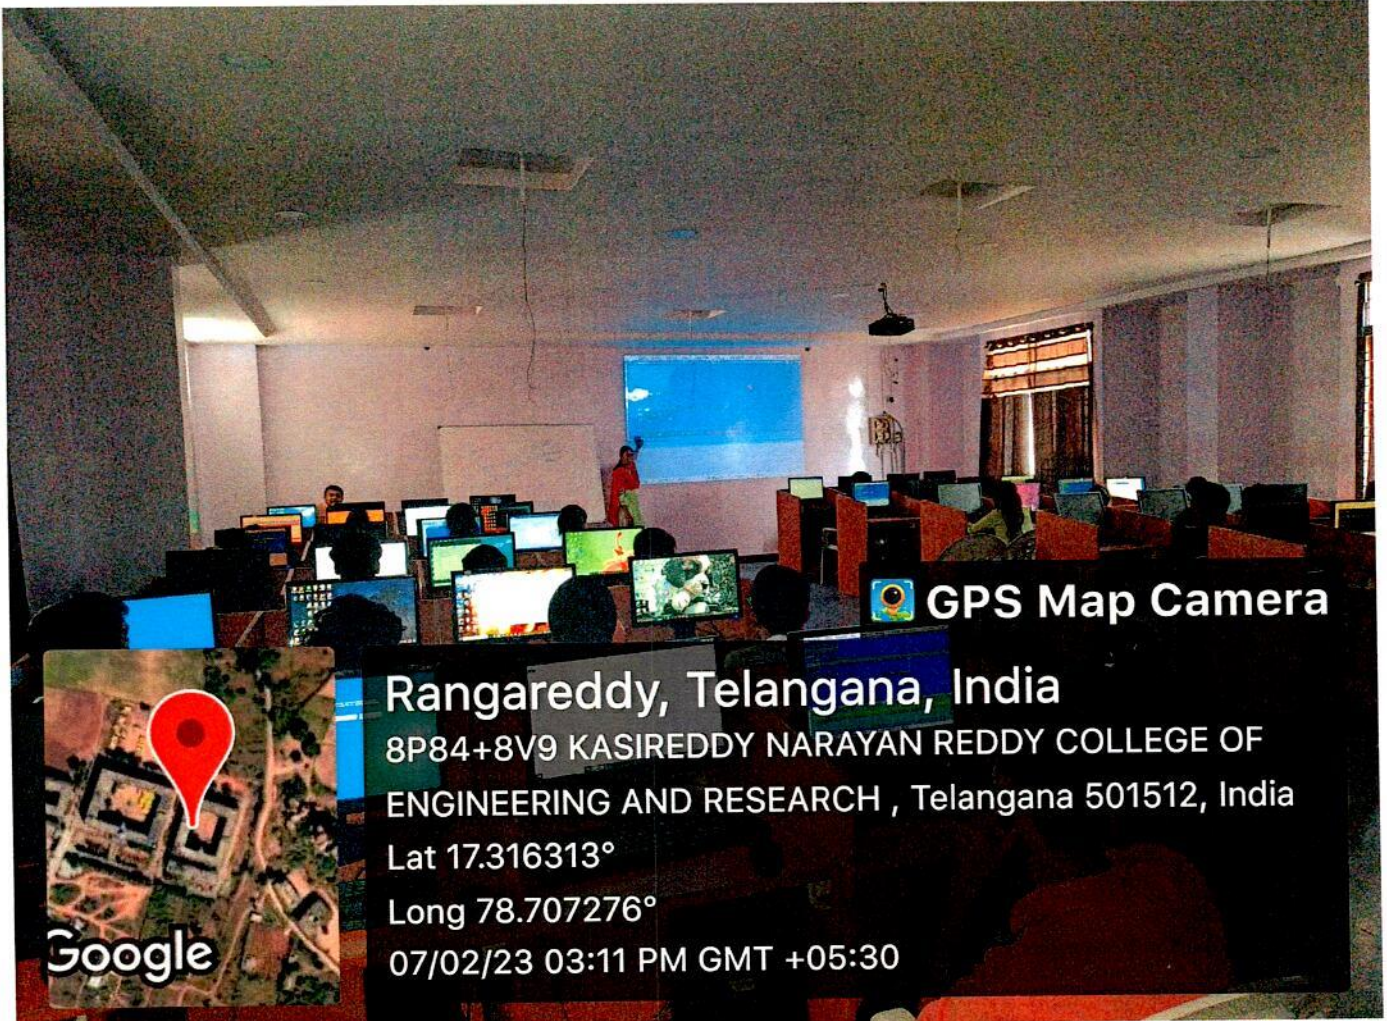 GPS Map Camera
Rangareddy, Telangana, India
8P84+8V9 KASIREDDY NARAYAN REDDY COLLEGE OF
ENGINEERING AND RESEARCH , Telangana 501512, India
Lat 17.316313°
Long 78.707276°
07/02/23 03:11 PM GMT +05:30
Google